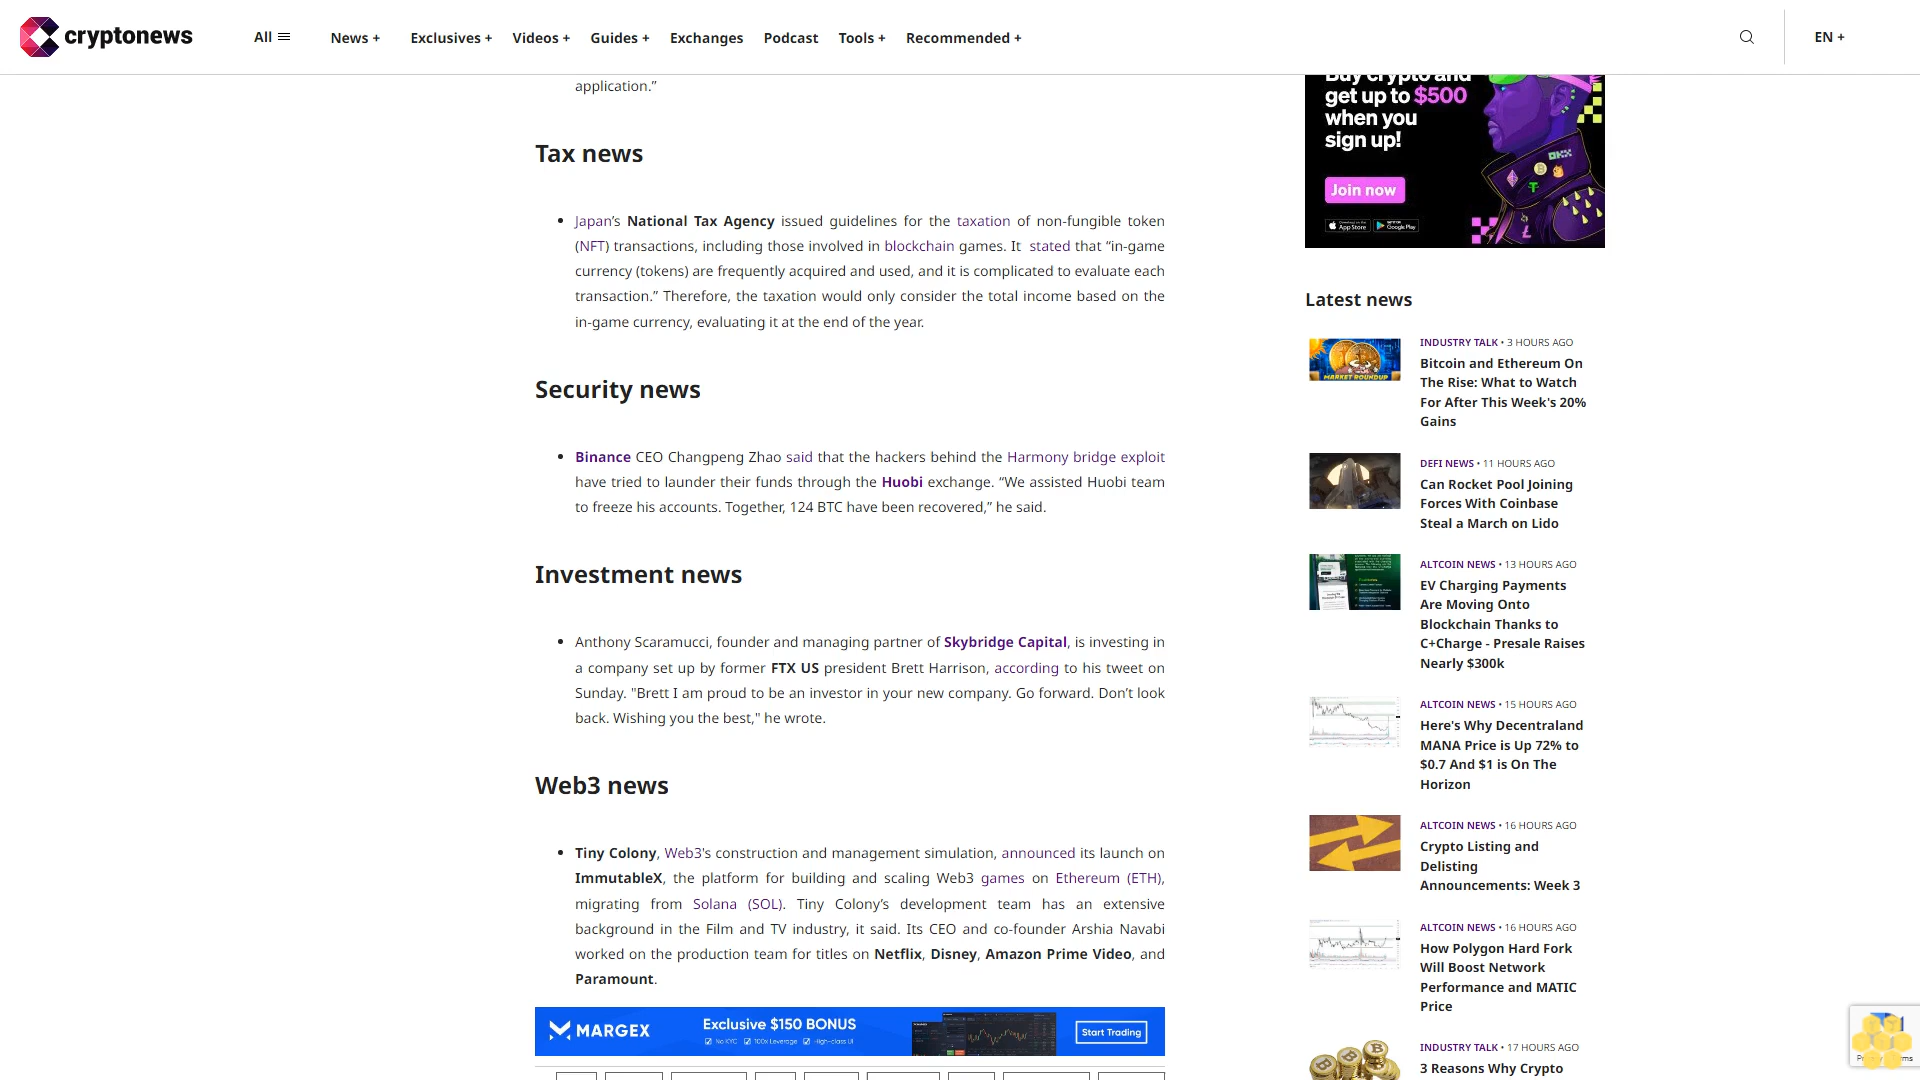 cryptonews
All
News +
Exclusives +
Videos +
Guides +
Exchanges
Podcast
Tools +
Recommended +
EN +
application.”
Tax news
Japan’s National Tax Agency issued guidelines for the taxation of non-fungible token
(NFT) transactions, including those involved in blockchain games. It stated that “in-game
currency (tokens) are frequently acquired and used, and it is complicated to evaluate each
transaction.” Therefore, the taxation would only consider the total income based on the
in-game currency, evaluating it at the end of the year.
Security news
Binance CEO Changpeng Zhao said that the hackers behind the Harmony bridge exploit
have tried to launder their funds through the Huobi exchange. “We assisted Huobi team
to freeze his accounts. Together, 124 BTC have been recovered,” he said.
Investment news
Anthony Scaramucci, founder and managing partner of Skybridge Capital, is investing in
a company set up by former FTX US president Brett Harrison, according to his tweet on
Sunday. "Brett I am proud to be an investor in your new company. Go forward. Don’t look
back. Wishing you the best," he wrote.
Web3 news
Tiny Colony, Web3's construction and management simulation, announced its launch on
ImmutableX, the platform for building and scaling Web3 games on Ethereum (ETH),
migrating from Solana (SOL). Tiny Colony’s development team has an extensive
background in the Film and TV industry, it said. Its CEO and co-founder Arshia Navabi
worked on the production team for titles on Netflix, Disney, Amazon Prime Video, and
Paramount.
MARGEX
Exclusive $150 BONUS
No KYC
100x Leverage
High-class UI
Start Trading
Buy crypto and
get up to $500
when you
sign up!
Join now
App Store
Google Play
OKX
Latest news
INDUSTRY TALK • 3 HOURS AGO
Bitcoin and Ethereum On
The Rise: What to Watch
For After This Week's 20%
Gains
MARKET ROUNDUP
DEFI NEWS • 11 HOURS AGO
Can Rocket Pool Joining
Forces With Coinbase
Steal a March on Lido
ALTCOIN NEWS • 13 HOURS AGO
EV Charging Payments
Are Moving Onto
Blockchain Thanks to
C+Charge - Presale Raises
Nearly $300k
ALTCOIN NEWS • 15 HOURS AGO
Here's Why Decentraland
MANA Price is Up 72% to
$0.7 And $1 is On The
Horizon
ALTCOIN NEWS • 16 HOURS AGO
Crypto Listing and
Delisting
Announcements: Week 3
ALTCOIN NEWS • 16 HOURS AGO
How Polygon Hard Fork
Will Boost Network
Performance and MATIC
Price
INDUSTRY TALK • 17 HOURS AGO
3 Reasons Why Crypto